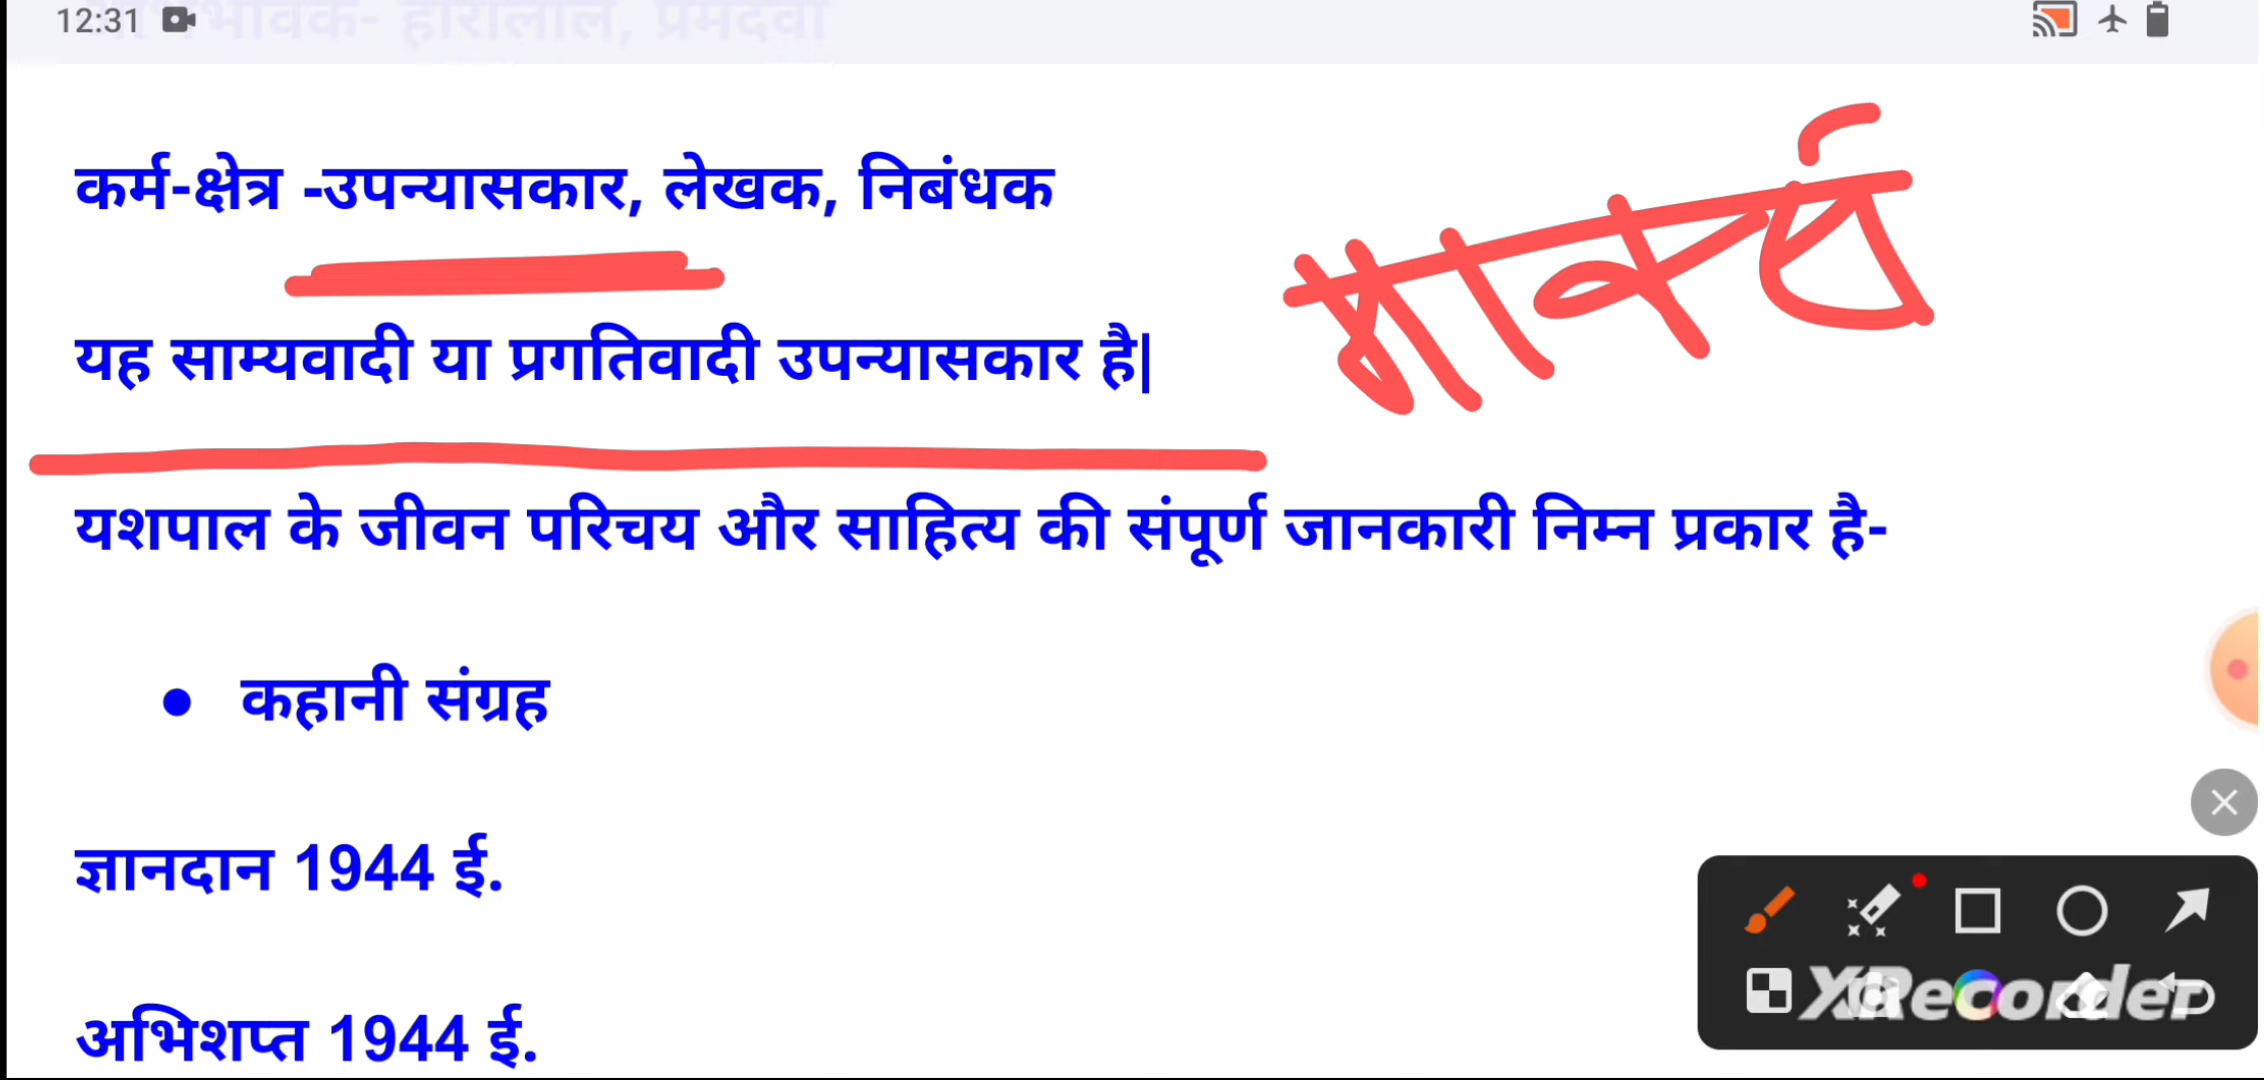 12:31
हीरालाल, प्रेमदेवी
कर्म-क्षेत्र -उपन्यासकार, लेखक, निबंधक
यह साम्यवादी या प्रगतिवादी उपन्यासकार है|
यशपाल के जीवन परिचय और साहित्य की संपूर्ण जानकारी निम्न प्रकार है-
● कहानी संग्रह
ज्ञानदान 1944 ई.
अभिशप्त 1944 ई.
XRecorder